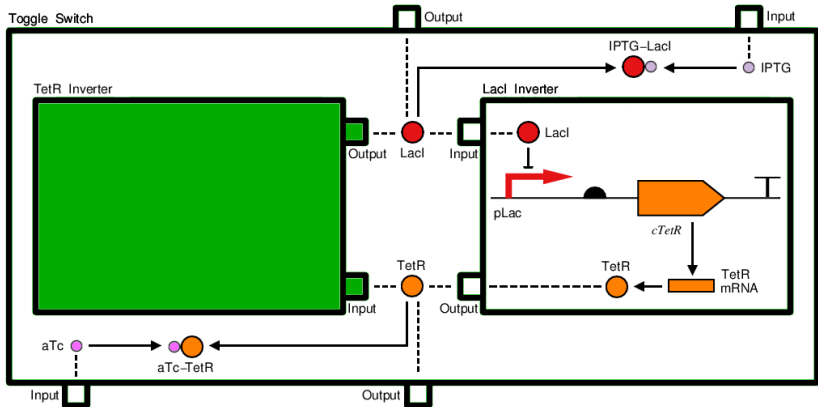 Toggle Switch
Output
Input
IPTG-LacI
IPTG
TetR Inverter
LacI Inverter
Output
LacI
Input
LacI
pLac
cTetR
TetR
TetR
TetR
mRNA
Input
Output
aTc
aTc-TetR
Input
Output